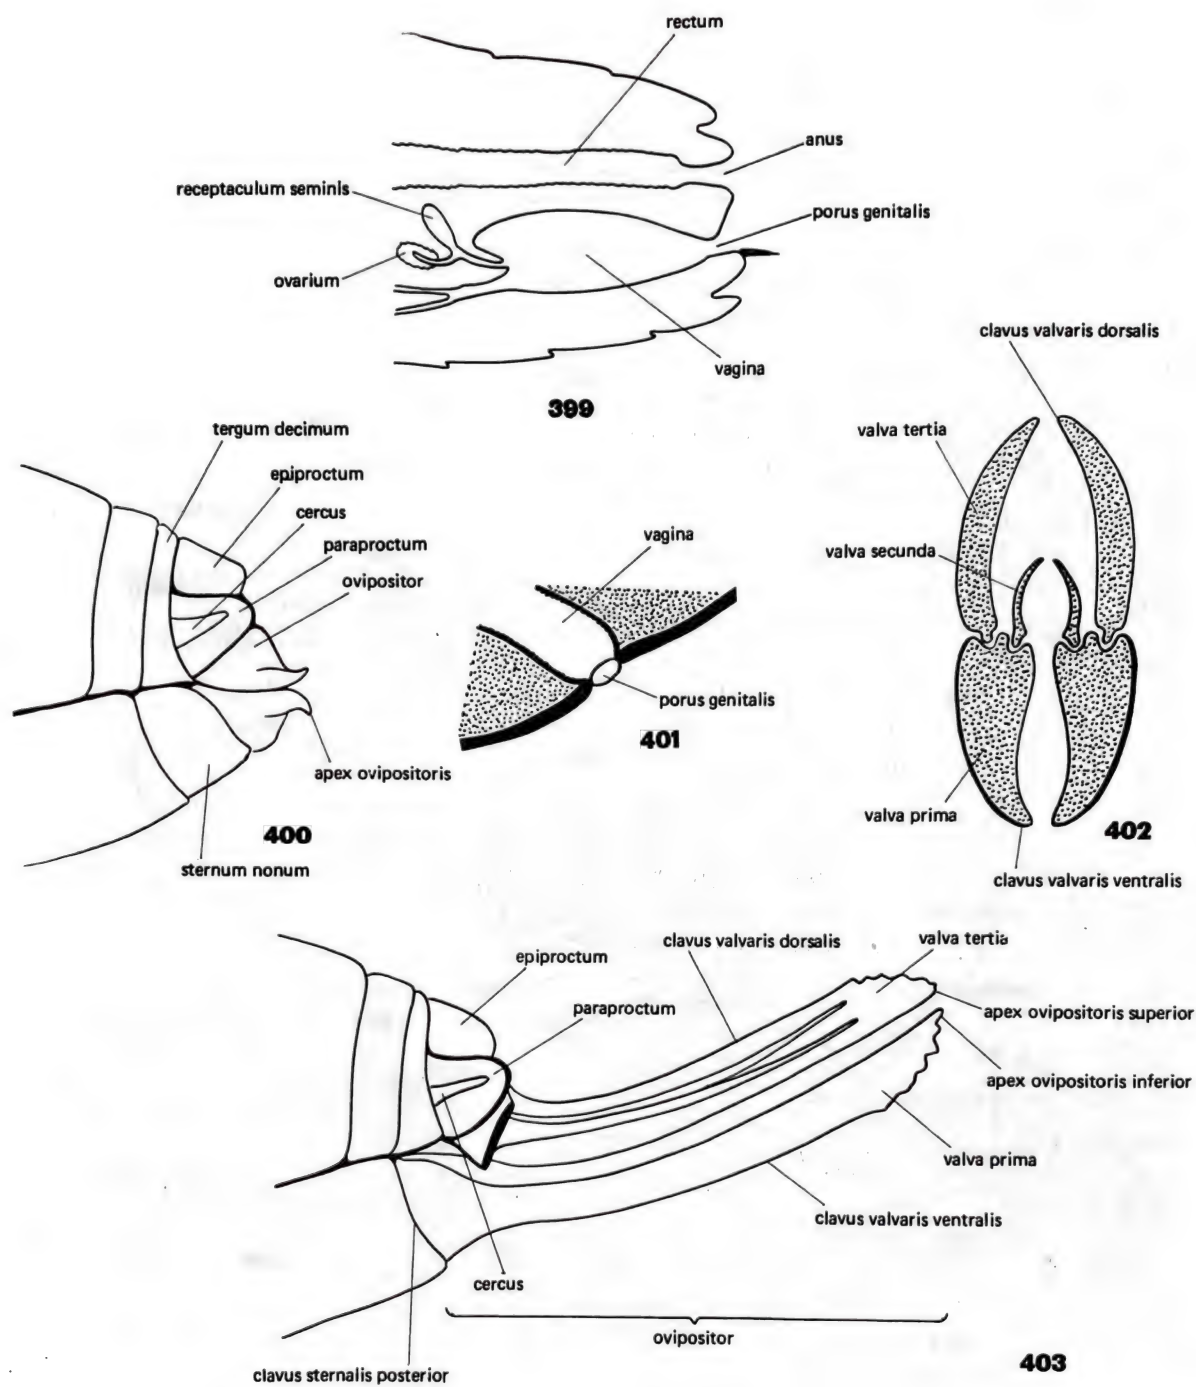 rectum
anus
receptaculum seminis
porus genitalis
ovarium
vagina
399
tergum decimum
epiproctum
cercus
paraproctum
ovipositor
apex ovipositoris
400
sternum nonum
vagina
porus genitalis
401
clavus valvaris dorsalis
valva tertia
valva secunda
valva prima
402
clavus valvaris ventralis
clavus valvaris dorsalis
valva tertia
epiproctum
paraproctum
apex ovipositoris superior
apex ovipositoris inferior
valva prima
clavus valvaris ventralis
cercus
ovipositor
403
clavus sternalis posterior